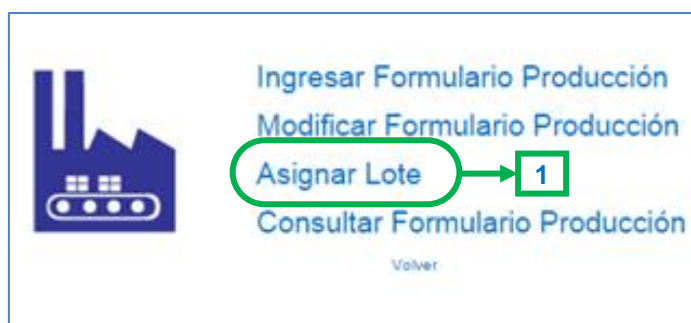 Ingresar Formulario Producción
Modificar Formulario Producción
Asignar Lote 1
Consultar Formulario Producción
Volver